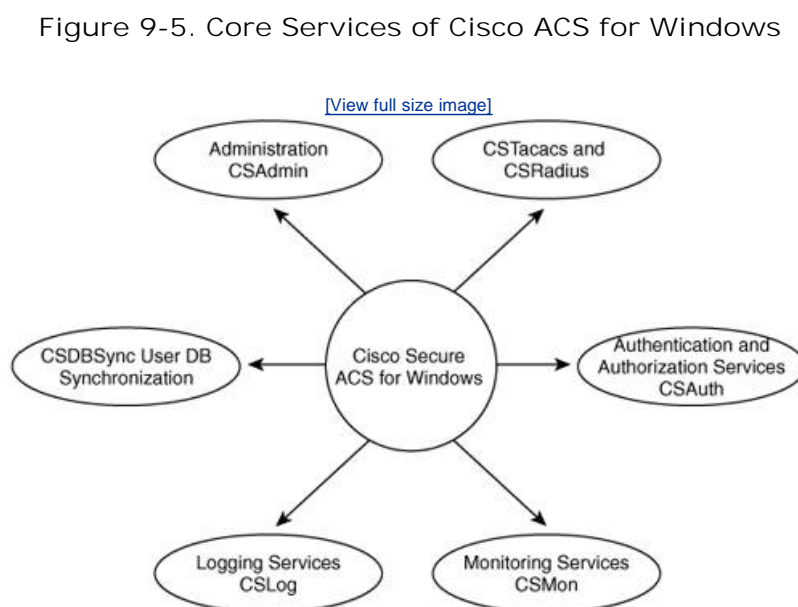 Figure 9-5. Core Services of Cisco ACS for Windows
[View full size image]
Administration
CSAdmin
CSTacacs and
CSRadius
CSDBSync User DB
Synchronization
Cisco Secure
ACS for Windows
Authentication and
Authorization Services
CSAuth
Logging Services
CSLog
Monitoring Services
CSMon